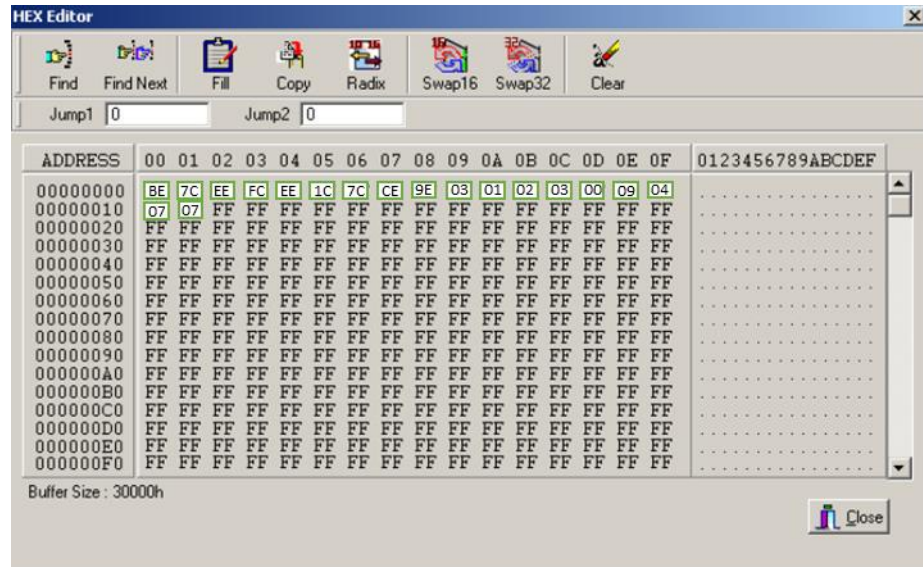 HEX Editor
Find Find Next Fill Copy Radix Swap16 Swap32 Clear
Jump1 0 Jump2 0
ADDRESS 00 01 02 03 04 05 06 07 08 09 0A 0B 0C 0D 0E 0F 0123456789ABCDEF
00000000 BE 7C EE FC EE 1C 7C CE 9E 03 01 02 03 00 09 04 ................
00000010 07 07 FF FF FF FF FF FF FF FF FF FF FF FF FF FF ................
00000020 FF FF FF FF FF FF FF FF FF FF FF FF FF FF FF FF ................
00000030 FF FF FF FF FF FF FF FF FF FF FF FF FF FF FF FF ................
00000040 FF FF FF FF FF FF FF FF FF FF FF FF FF FF FF FF ................
00000050 FF FF FF FF FF FF FF FF FF FF FF FF FF FF FF FF ................
00000060 FF FF FF FF FF FF FF FF FF FF FF FF FF FF FF FF ................
00000070 FF FF FF FF FF FF FF FF FF FF FF FF FF FF FF FF ................
00000080 FF FF FF FF FF FF FF FF FF FF FF FF FF FF FF FF ................
00000090 FF FF FF FF FF FF FF FF FF FF FF FF FF FF FF FF ................
000000A0 FF FF FF FF FF FF FF FF FF FF FF FF FF FF FF FF ................
000000B0 FF FF FF FF FF FF FF FF FF FF FF FF FF FF FF FF ................
000000C0 FF FF FF FF FF FF FF FF FF FF FF FF FF FF FF FF ................
000000D0 FF FF FF FF FF FF FF FF FF FF FF FF FF FF FF FF ................
000000E0 FF FF FF FF FF FF FF FF FF FF FF FF FF FF FF FF ................
000000F0 FF FF FF FF FF FF FF FF FF FF FF FF FF FF FF FF ................
Buffer Size : 30000h
Close